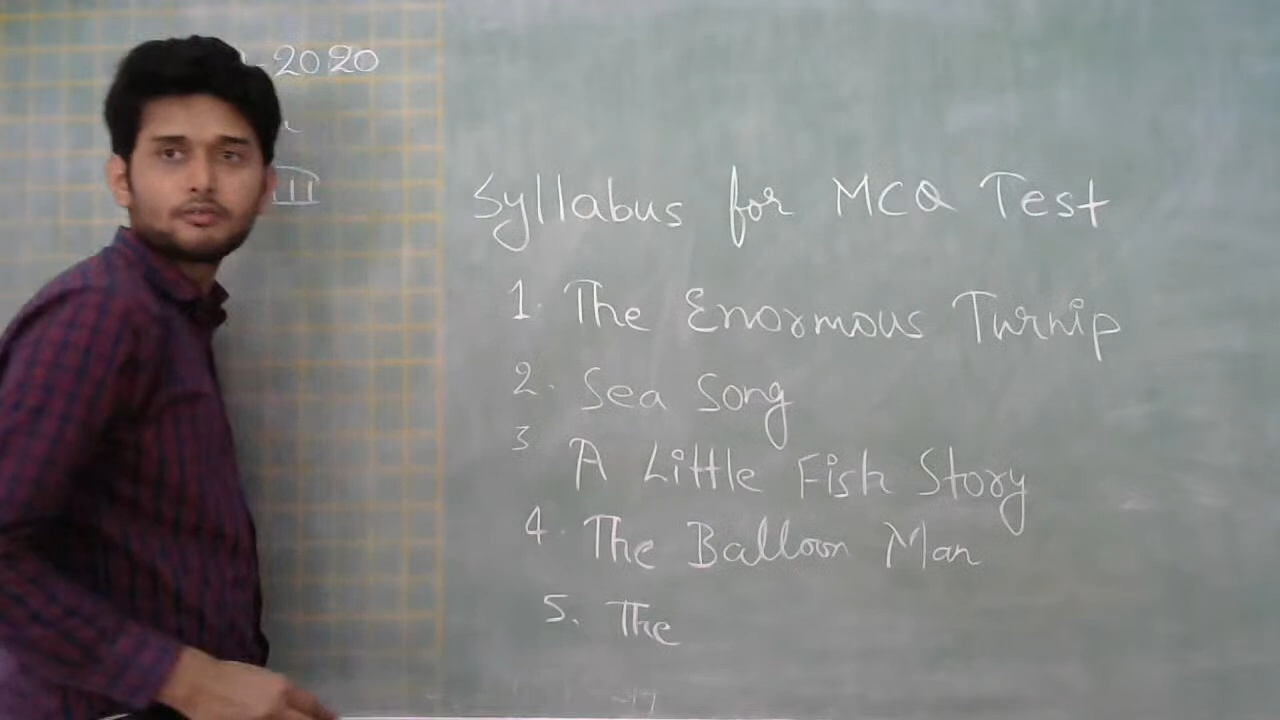 -2020
III
Syllabus for MCQ Test
1. The Enormous Turnip
2. Sea Song
3 A Little Fish Story
4. The Balloon Man
5. The